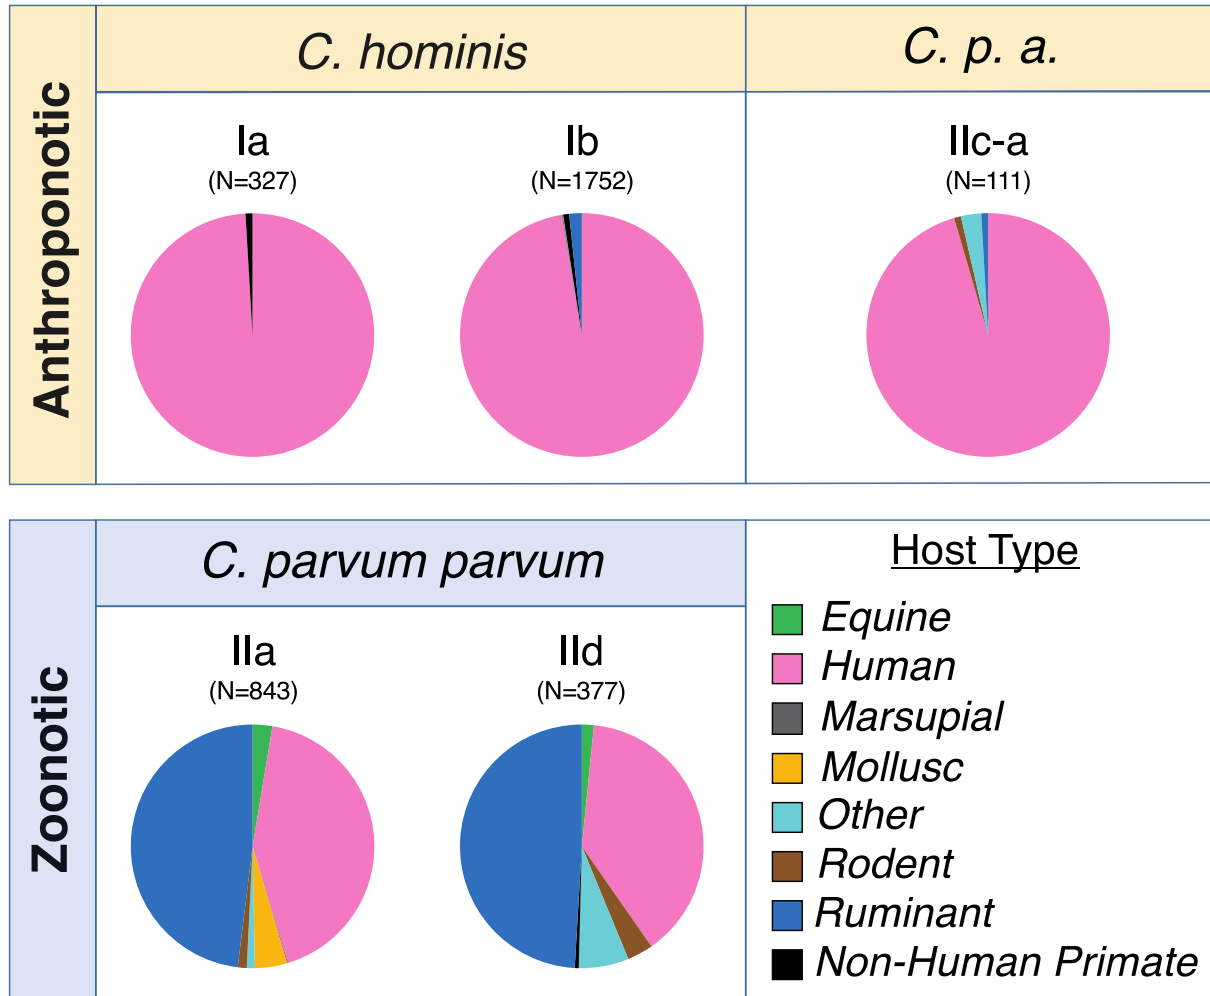 Anthroponotic
C. hominis
C. p. a.
Ia
(N=327)
Ib
(N=1752)
IIc-a
(N=111)
Zoonotic
C. parvum parvum
IIa
(N=843)
IId
(N=377)
Host Type
Equine
Human
Marsupial
Mollusc
Other
Rodent
Ruminant
Non-Human Primate